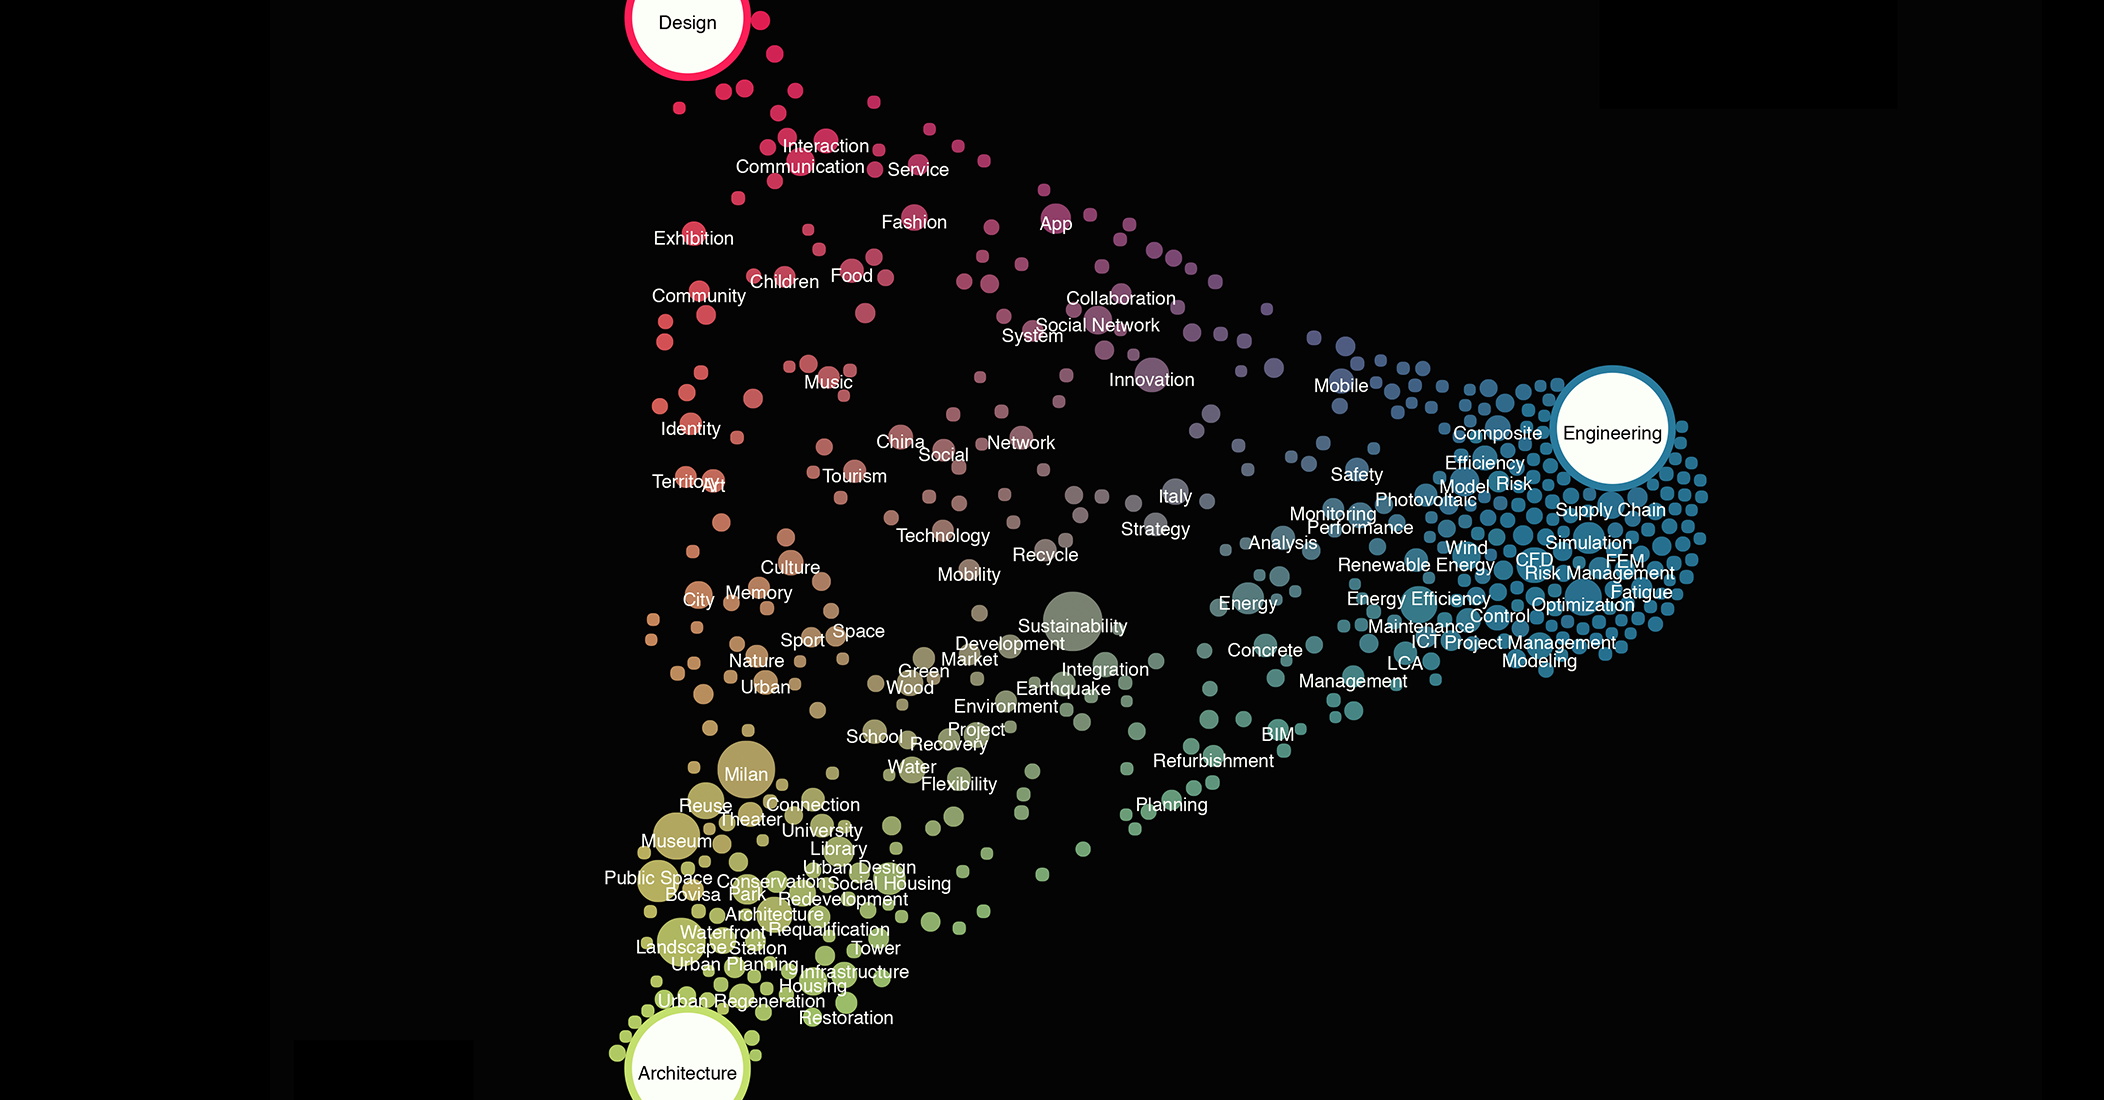 Design
Interaction
Communication
Service
Fashion
App
Exhibition
Children
Food
Community
Collaboration
Social Network
System
Music
Innovation
Mobile
Identity
China
Social
Network
Composite
Engineering
Efficiency
Territory
Art
Tourism
Safety
Model
Risk
Italy
Photovoltaic
Supply Chain
Monitoring
Performance
Strategy
Technology
Analysis
Simulation
Recycle
Wind
Culture
Mobility
Renewable Energy
CFD
FEM
Risk Management
City
Memory
Energy
Energy Efficiency
Optimization
Fatigue
Sport
Space
Sustainability
Maintenance
Control
Development
Concrete
ICT
Project Management
Nature
Market
Green
Integration
LCA
Modeling
Urban
Wood
Earthquake
Management
Environment
School
Project
Recovery
BIM
Milan
Water
Flexibility
Refurbishment
Reuse
Connection
Planning
Theater
University
Museum
Library
Urban Design
Public Space
Conservation
Social Housing
Bovisa
Park
Redevelopment
Architecture
Waterfront
Requalification
Landscape
Station
Tower
Urban Planning
Infrastructure
Housing
Urban Regeneration
Restoration
Architecture